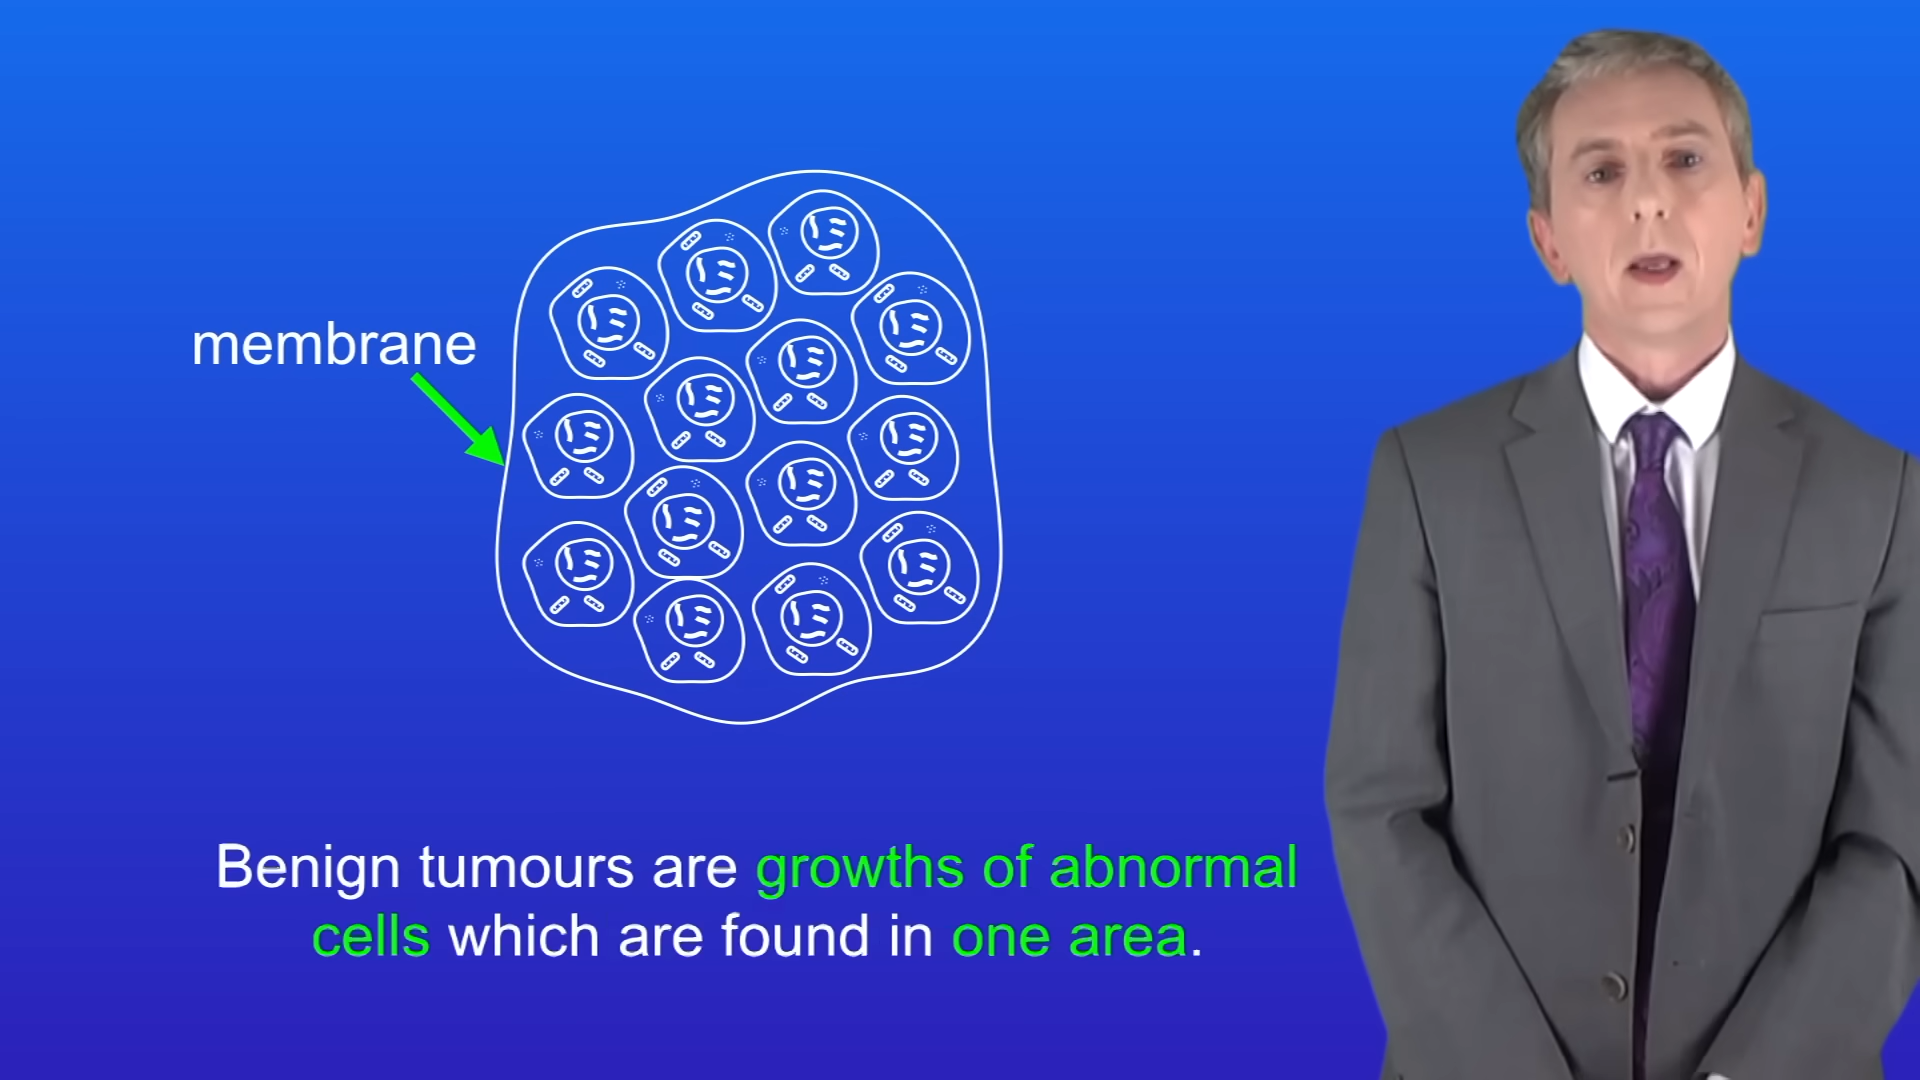 membrane
Benign tumours are growths of abnormal
cells which are found in one area.